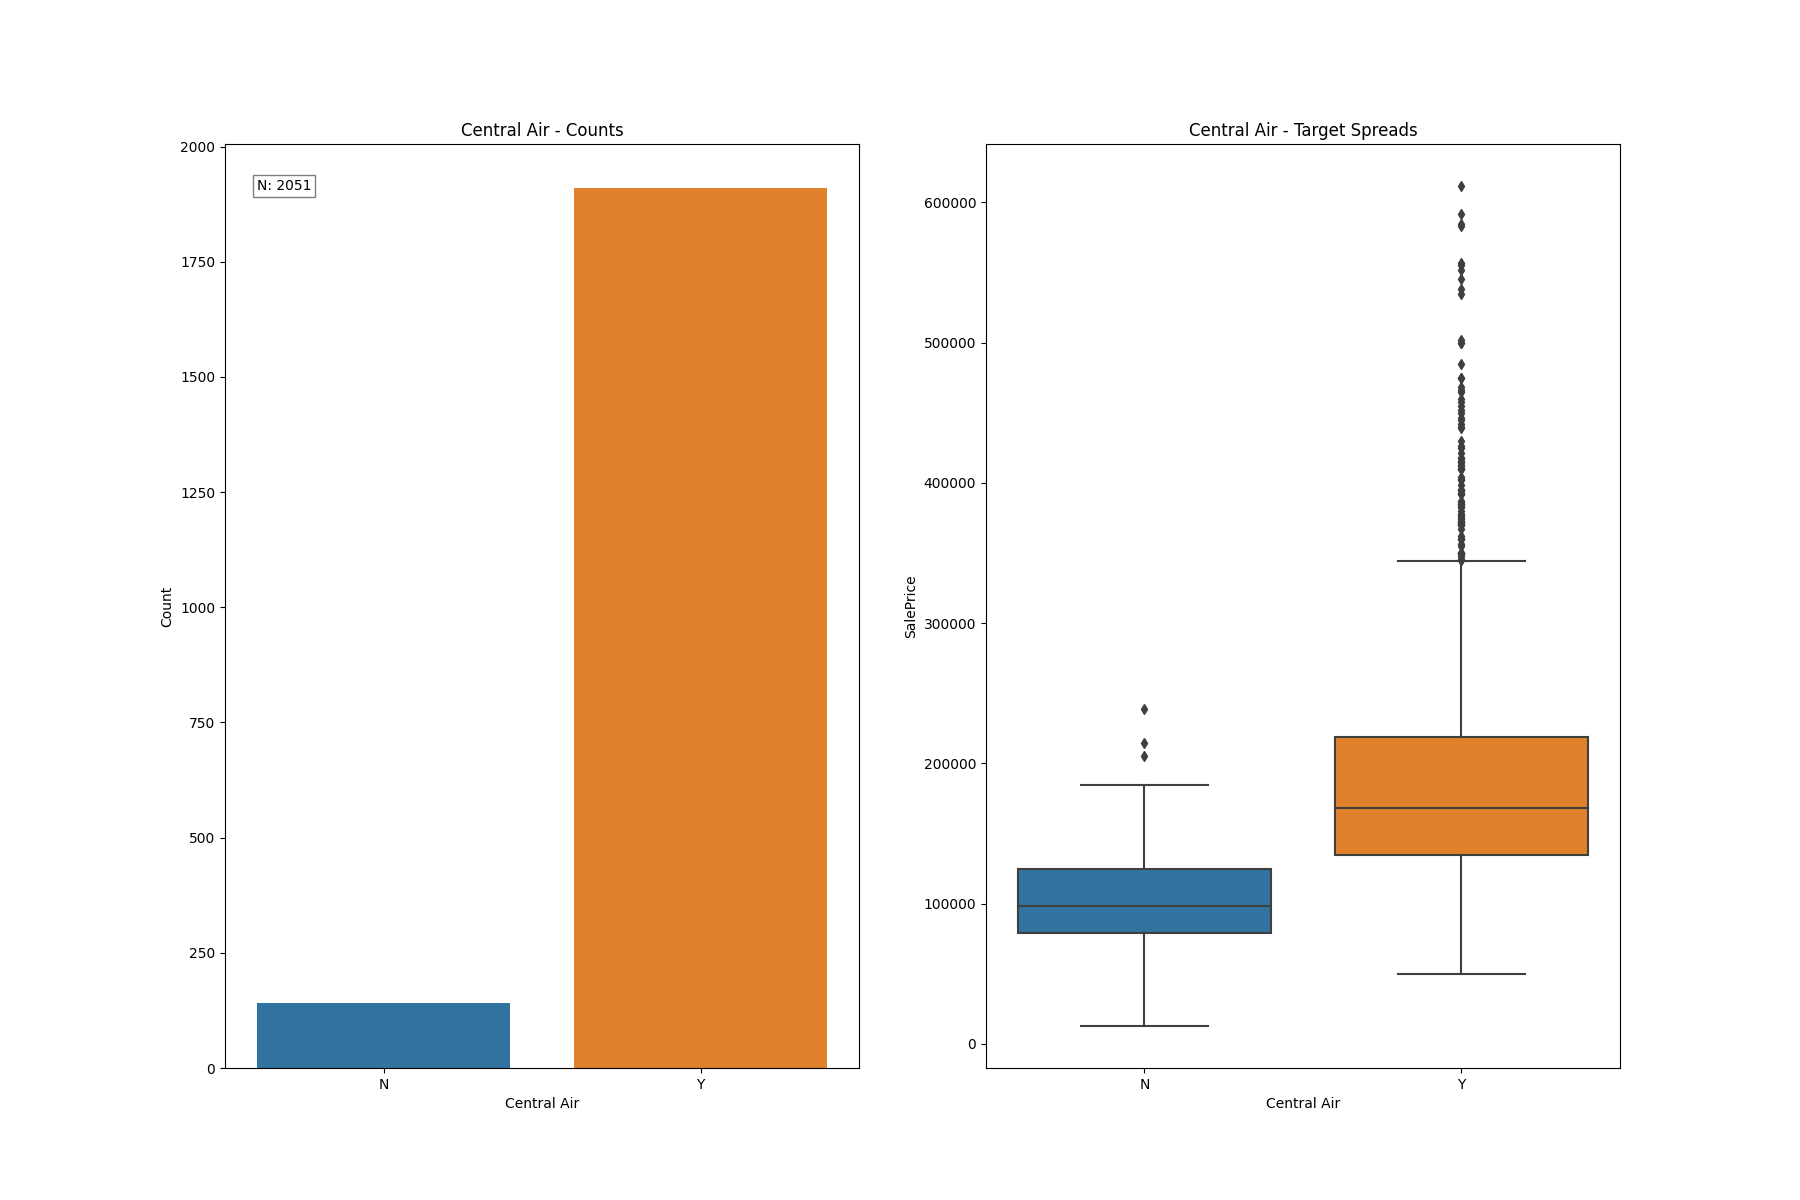 Central Air - Counts
2000
1750
1500
1250
1000
750
500
250
0
Count
N: 2051
N
Y
Central Air
Central Air - Target Spreads
600000
500000
400000
300000
200000
100000
0
SalePrice
N
Y
Central Air